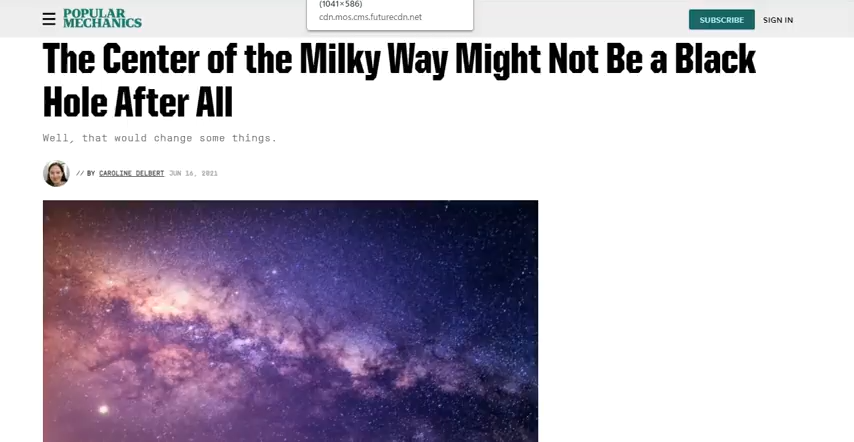 (1041×586)
cdn.mos.cms.futurecdn.net
POPULAR
MECHANICS
SUBSCRIBE
SIGN IN
The Center of the Milky Way Might Not Be a Black
Hole After All
Well, that would change some things.
// BY CAROLINE DELBERT JUN 16, 2021